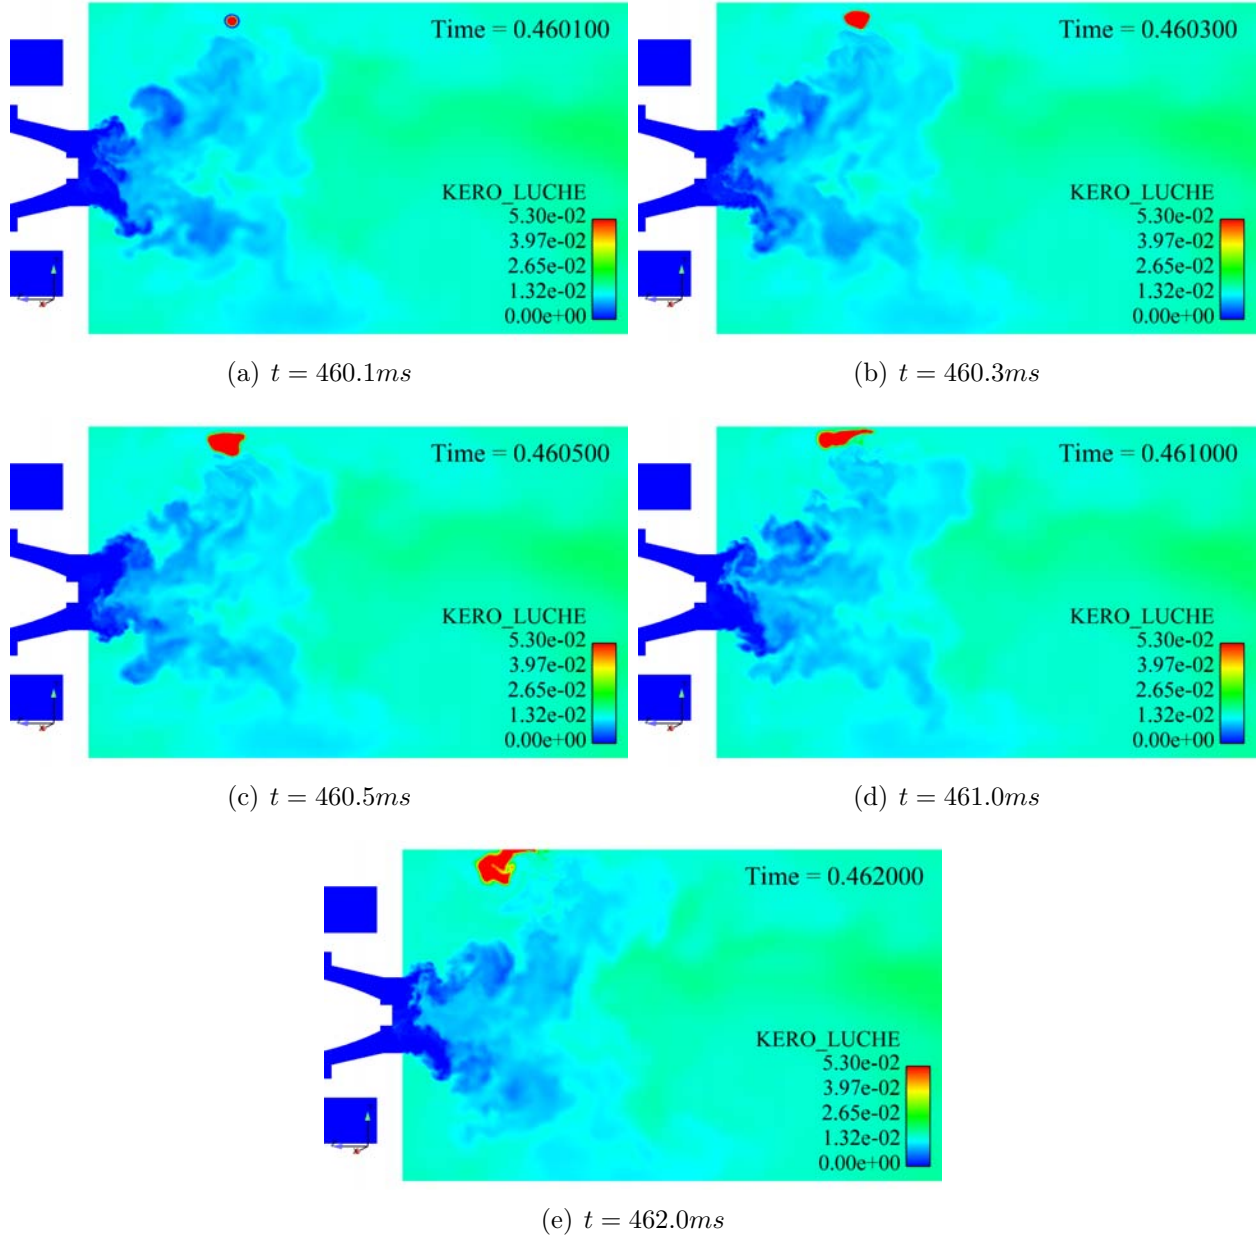 Time = 0.460100
KERO_LUCHE
5.30e-02
3.97e-02
2.65e-02
1.32e-02
0.00e+00
(a) t = 460.1ms
Time = 0.460300
KERO_LUCHE
5.30e-02
3.97e-02
2.65e-02
1.32e-02
0.00e+00
(b) t = 460.3ms
Time = 0.460500
KERO_LUCHE
5.30e-02
3.97e-02
2.65e-02
1.32e-02
0.00e+00
(c) t = 460.5ms
Time = 0.461000
KERO_LUCHE
5.30e-02
3.97e-02
2.65e-02
1.32e-02
0.00e+00
(d) t = 461.0ms
Time = 0.462000
KERO_LUCHE
5.30e-02
3.97e-02
2.65e-02
1.32e-02
0.00e+00
(e) t = 462.0ms